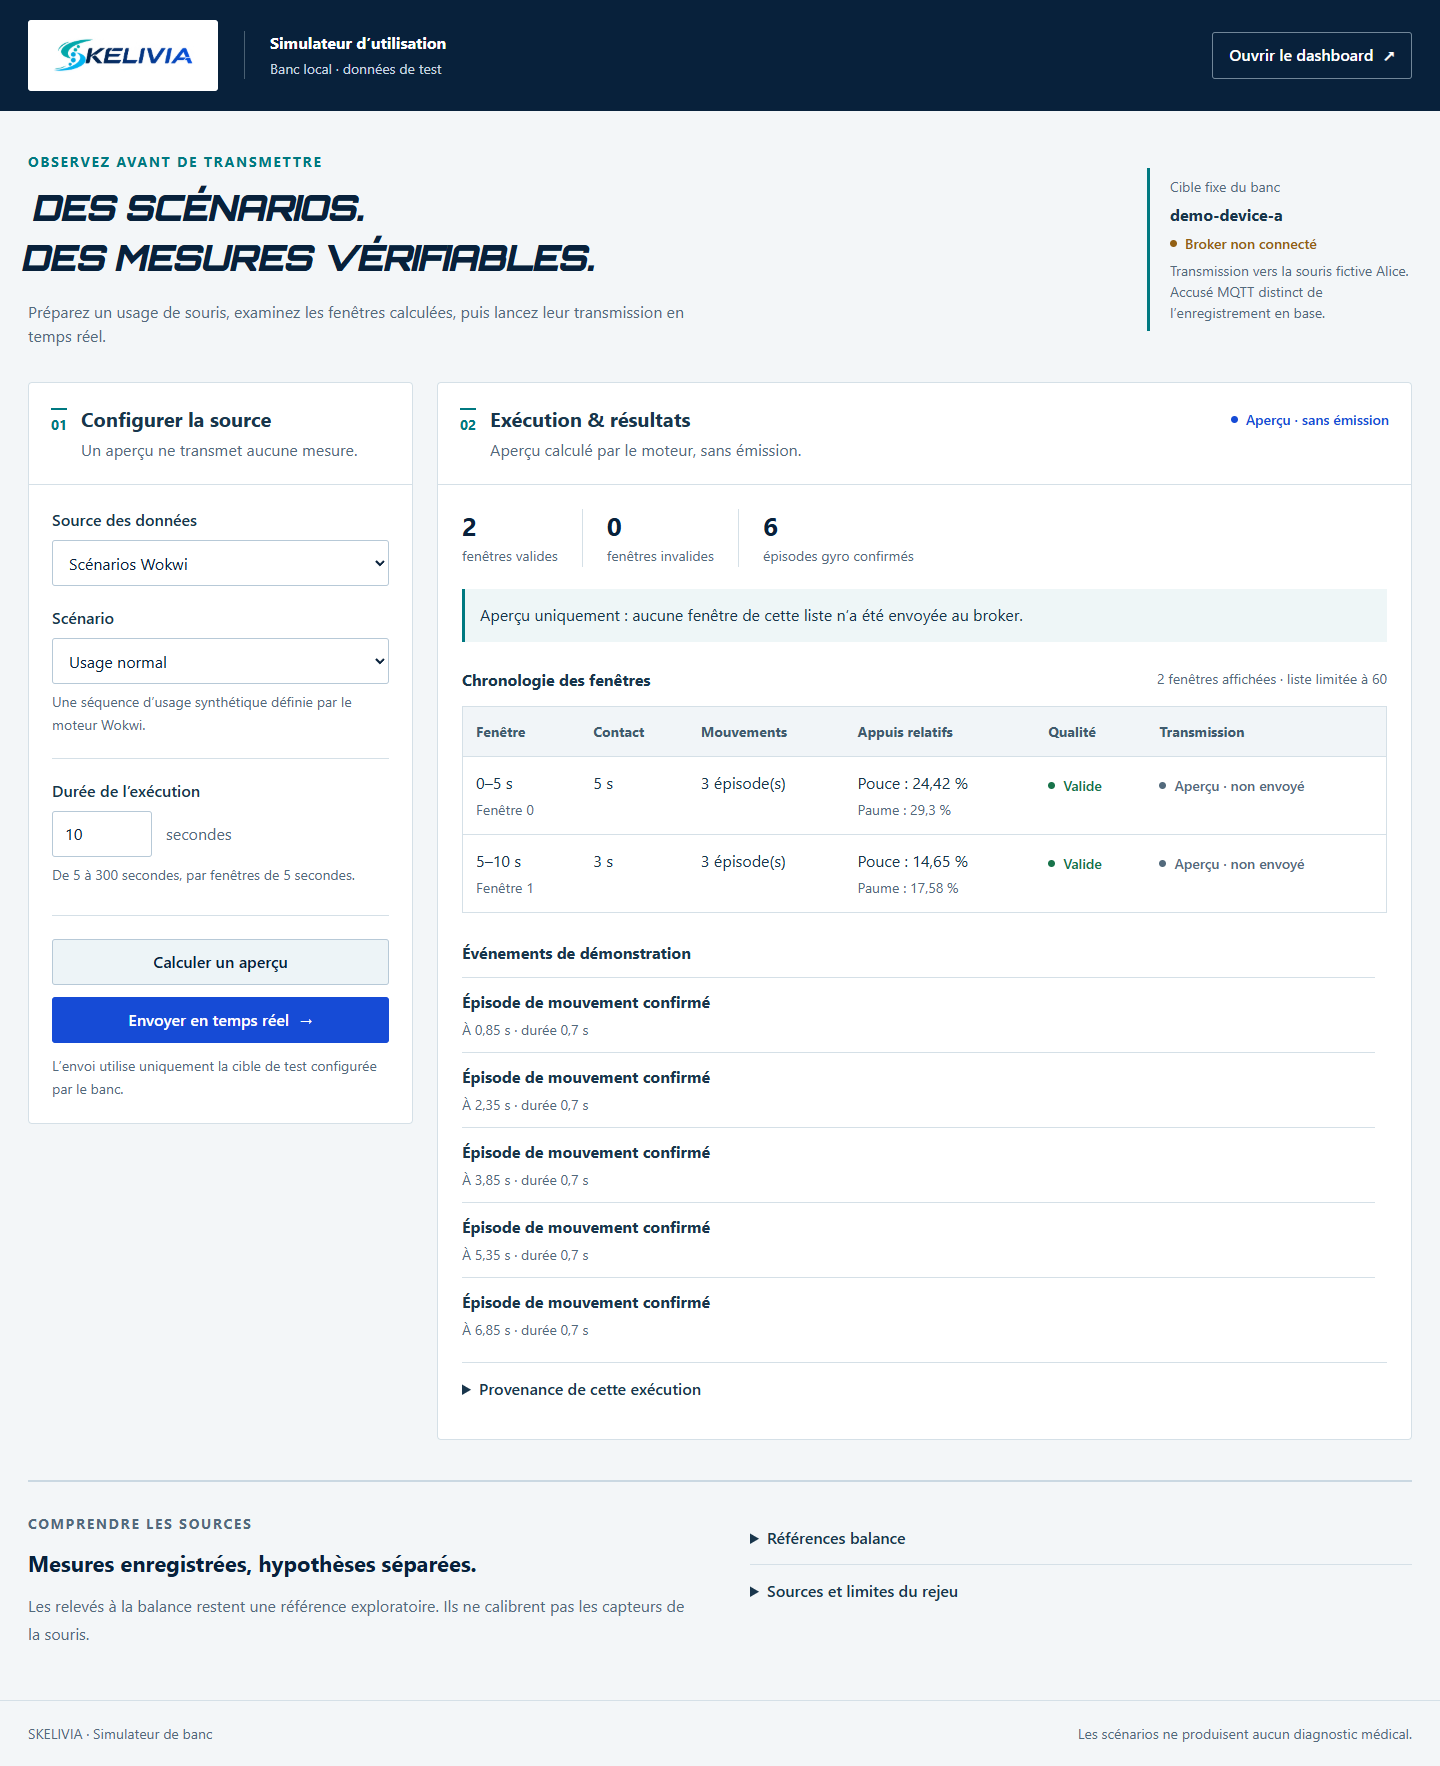 SKELIVIA
Simulateur d’utilisation
Banc local · données de test
Ouvrir le dashboard ↗
OBSERVEZ AVANT DE TRANSMETTRE
DES SCÉNARIOS.
DES MESURES VÉRIFIABLES.
Préparez un usage de souris, examinez les fenêtres calculées, puis lancez leur transmission en
temps réel.
Cible fixe du banc
demo-device-a
Broker non connecté
Transmission vers la souris fictive Alice.
Accusé MQTT distinct de
l’enregistrement en base.
01 Configurer la source
Un aperçu ne transmet aucune mesure.
Source des données
Scénarios Wokwi
Scénario
Usage normal
Une séquence d’usage synthétique définie par le
moteur Wokwi.
Durée de l’exécution
10 secondes
De 5 à 300 secondes, par fenêtres de 5 secondes.
Calculer un aperçu
Envoyer en temps réel →
L’envoi utilise uniquement la cible de test configurée
par le banc.
02 Exécution & résultats
Aperçu · sans émission
Aperçu calculé par le moteur, sans émission.
2 0 6
fenêtres valides fenêtres invalides épisodes gyro confirmés
Aperçu uniquement : aucune fenêtre de cette liste n’a été envoyée au broker.
Chronologie des fenêtres 2 fenêtres affichées · liste limitée à 60
Fenêtre Contact Mouvements Appuis relatifs Qualité Transmission
0–5 s 5 s 3 épisode(s) Pouce : 24,42 % Valide Aperçu · non envoyé
Fenêtre 0 Paume : 29,3 %
5–10 s 3 s 3 épisode(s) Pouce : 14,65 % Valide Aperçu · non envoyé
Fenêtre 1 Paume : 17,58 %
Événements de démonstration
Épisode de mouvement confirmé
À 0,85 s · durée 0,7 s
Épisode de mouvement confirmé
À 2,35 s · durée 0,7 s
Épisode de mouvement confirmé
À 3,85 s · durée 0,7 s
Épisode de mouvement confirmé
À 5,35 s · durée 0,7 s
Épisode de mouvement confirmé
À 6,85 s · durée 0,7 s
Provenance de cette exécution
COMPRENDRE LES SOURCES
Mesures enregistrées, hypothèses séparées.
Les relevés à la balance restent une référence exploratoire. Ils ne calibrent pas les capteurs de
la souris.
Références balance
Sources et limites du rejeu
SKELIVIA · Simulateur de banc
Les scénarios ne produisent aucun diagnostic médical.